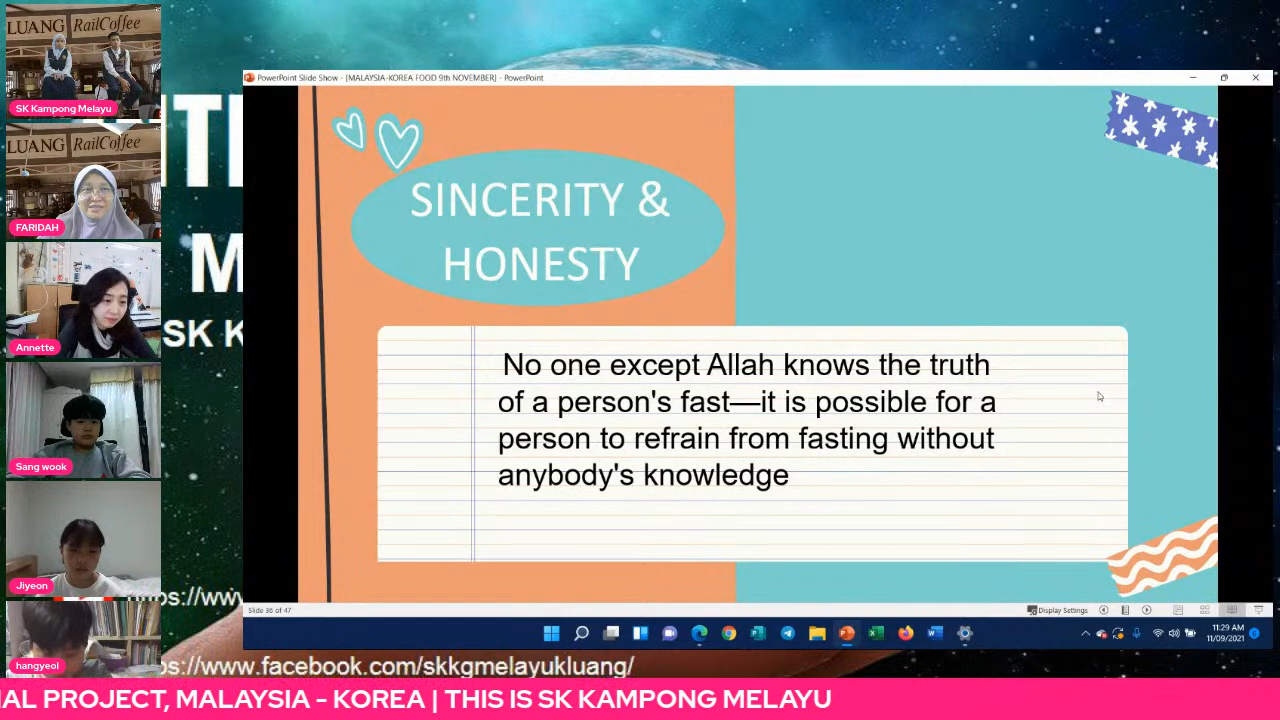 LUANG RailCoffee
SK Kampong Melayu
LUANG RailCoffee
FARIDAH
Annette
Sang wook
Jiyeon
hangyeol
M
SK K
PowerPoint Slide Show - [MALAYSIA-KOREA FOOD 9th NOVEMBER] - PowerPoint
SINCERITY &
HONESTY
No one except Allah knows the truth
of a person's fast—it is possible for a
person to refrain from fasting without
anybody's knowledge
Slide 36 of 47
Display Settings
11:29 AM
11/09/2021
ps://www
ps://www.facebook.com/skkgmelayukluang/
AL PROJECT, MALAYSIA - KOREA | THIS IS SK KAMPONG MELAYU